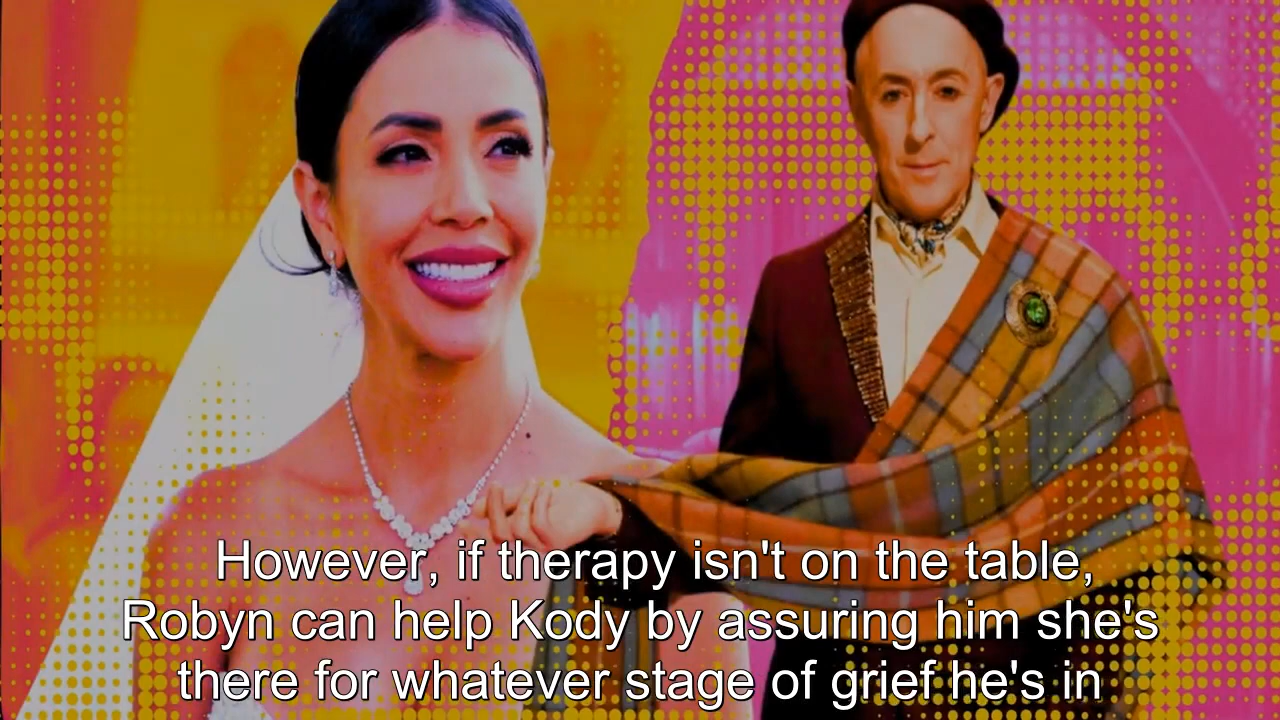 However, if therapy isn't on the table,
Robyn can help Kody by assuring him she's
there for whatever stage of grief he's in